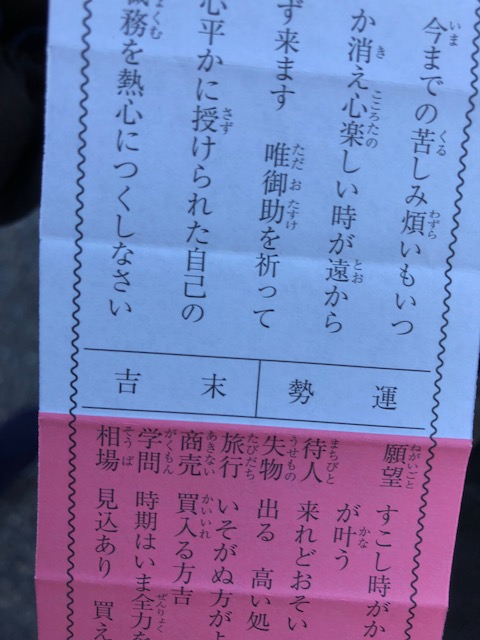 今までの苦しみ煩いもいつ
か消え心楽しい時が遠から
ず来ます　唯御助を祈って
心平かに授けられた自己の
職務を熱心につくしなさい
運勢
末吉
願望　すこし時がか
が叶う
待人　来れどおそい
失物　出る　高い処
旅行　いそがぬ方がよ
商売　買入る方吉
学問　時期はいま全力を
相場　見込あり　買え